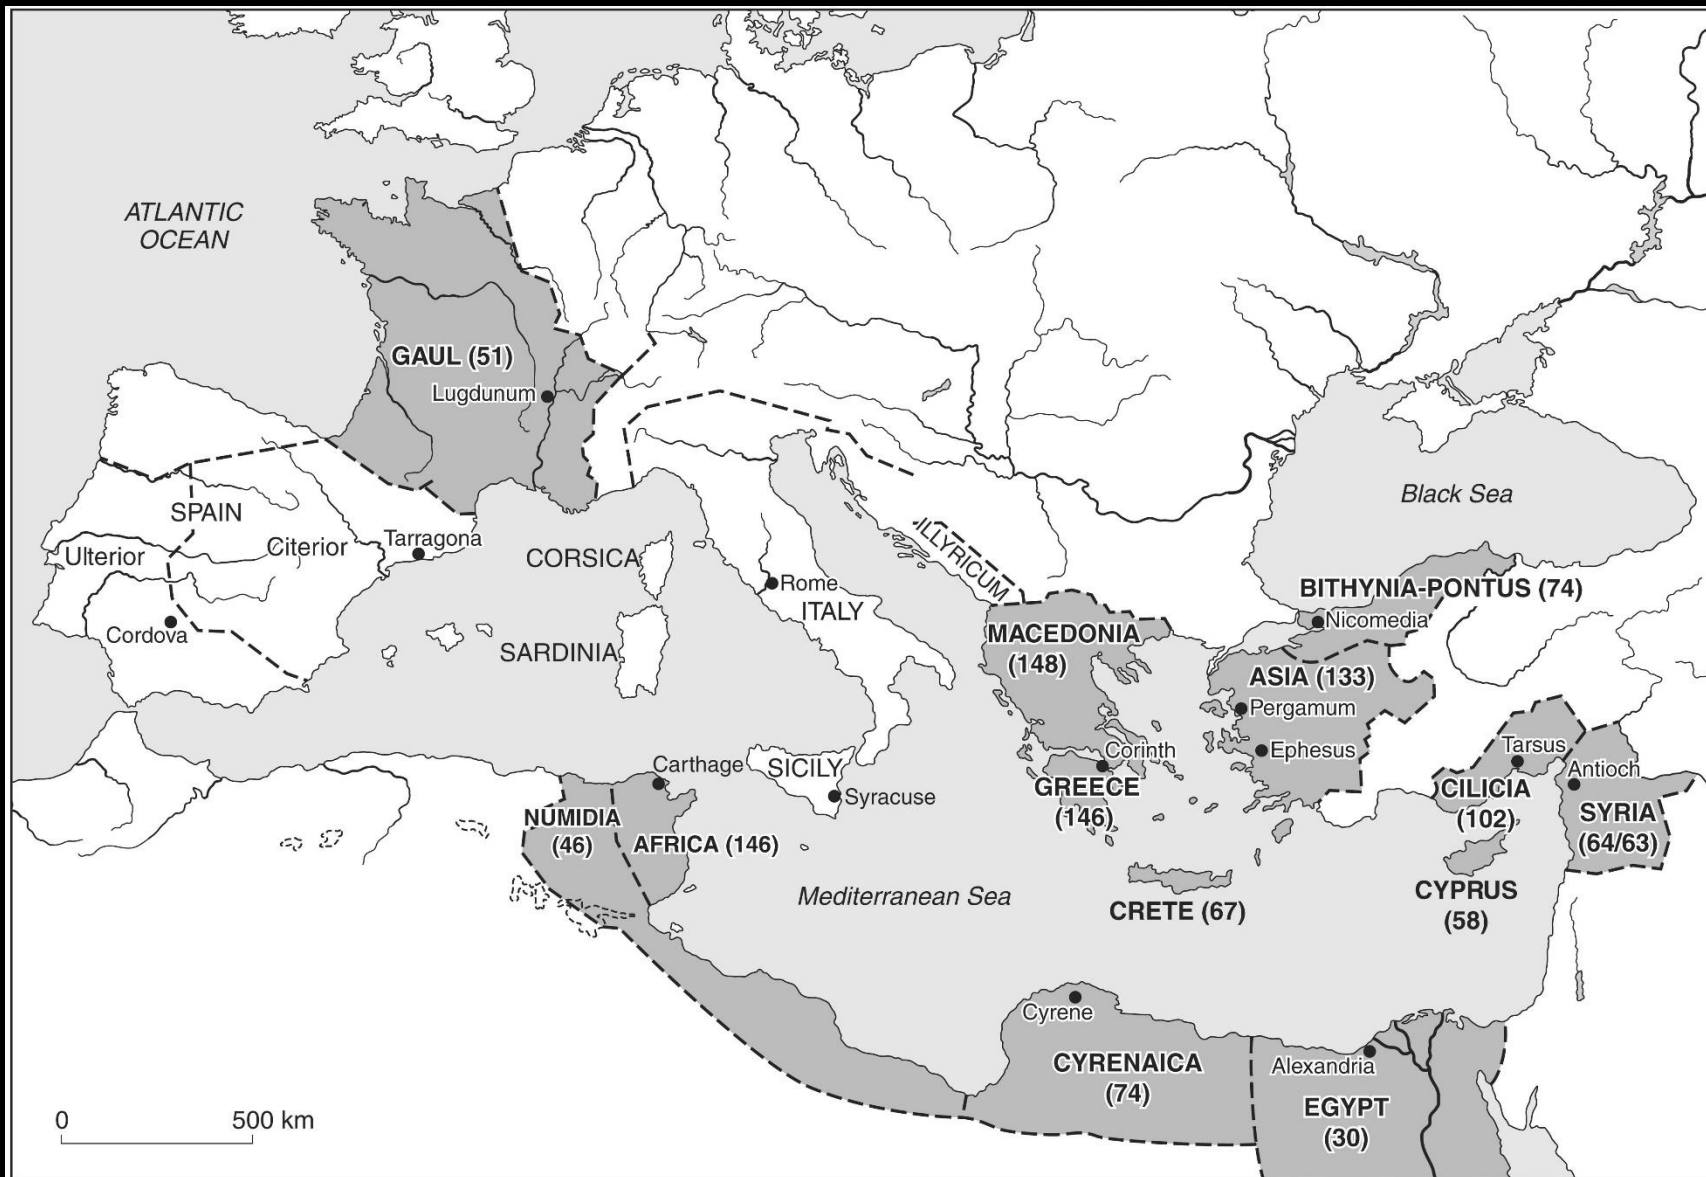 ATLANTIC
OCEAN
GAUL (51)
Lugdunum
SPAIN
Ulterior
Citerior
Tarragona
Cordova
CORSICA
SARDINIA
Rome
ITALY
ILLYRICUM
Black Sea
BITHYNIA-PONTUS (74)
Nicomedia
MACEDONIA
(148)
ASIA (133)
Pergamum
Ephesus
Corinth
GREECE
(146)
Tarsus
CILICIA
(102)
Antioch
SYRIA
(64/63)
Carthage
SICILY
Syracuse
NUMIDIA
(46)
AFRICA (146)
Mediterranean Sea
CRETE (67)
CYPRUS
(58)
Cyrene
CYRENAICA
(74)
Alexandria
EGYPT
(30)
0 500 km